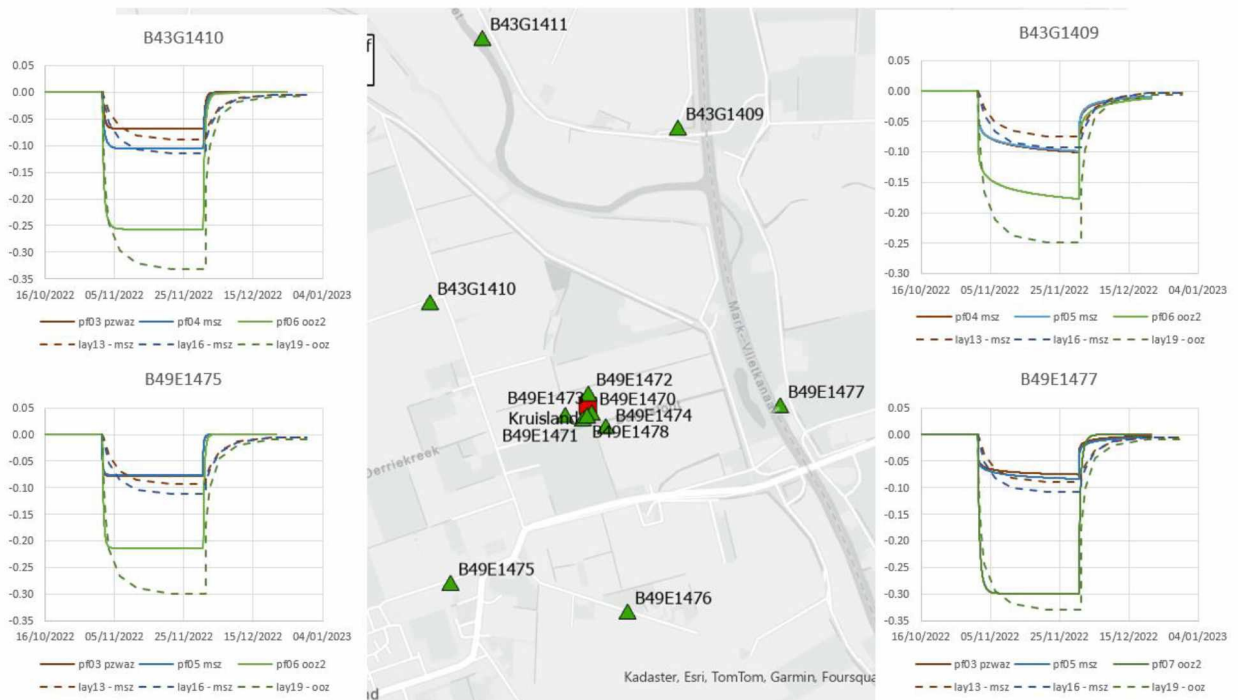 B43G1410
0.05
0.00
-0.05
-0.10
-0.15
-0.20
-0.25
-0.30
-0.35
16/10/2022 05/11/2022 25/11/2022 15/12/2022 04/01/2023
pf03 pzwaz pf04 msz pf06 ooz2
lay13 - msz lay16 - msz lay19 - ooz
B49E1475
0.05
0.00
-0.05
-0.10
-0.15
-0.20
-0.25
-0.30
-0.35
16/10/2022 05/11/2022 25/11/2022 15/12/2022 04/01/2023
pf03 pzwaz pf05 msz pf06 ooz2
lay13 - msz lay16 - msz lay19 - ooz
B43G1411
B43G1409
B43G1410
Mark-Vlietkanaal
B49E1472
B49E1473 B49E1470
B49E1477
Kruisland B49E1474
B49E1471 B49E1478
Derriekreek
B49E1475
B49E1476
Kadaster, Esri, TomTom, Garmin, Foursqua
nd
B43G1409
0.05
0.00
-0.05
-0.10
-0.15
-0.20
-0.25
-0.30
16/10/2022 05/11/2022 25/11/2022 15/12/2022 04/01/2023
pf04 msz pf05 msz pf06 ooz2
lay13 - msz lay16 - msz lay19 - ooz
B49E1477
0.05
0.00
-0.05
-0.10
-0.15
-0.20
-0.25
-0.30
-0.35
16/10/2022 05/11/2022 25/11/2022 15/12/2022 04/01/2023
pf03 pzwaz pf05 msz pf07 ooz2
lay13 - msz lay16 - msz lay19 - ooz